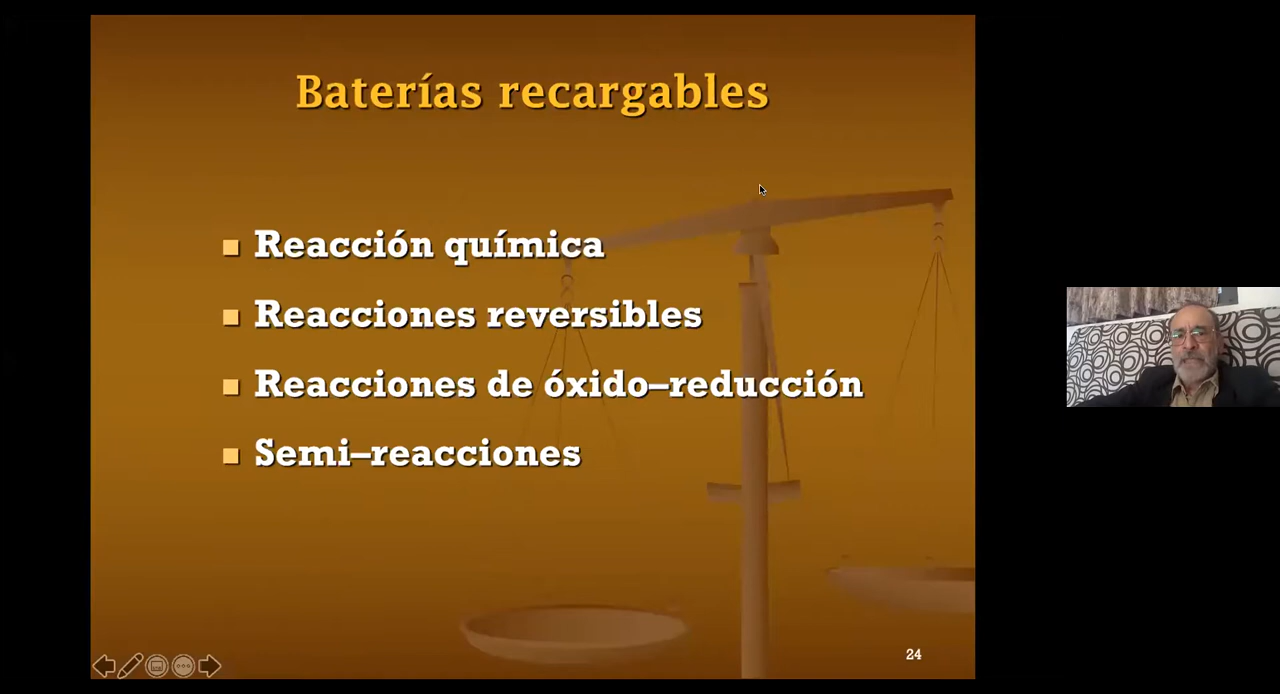 Baterías recargables
Reacción química
Reacciones reversibles
Reacciones de óxido–reducción
Semi–reacciones
24